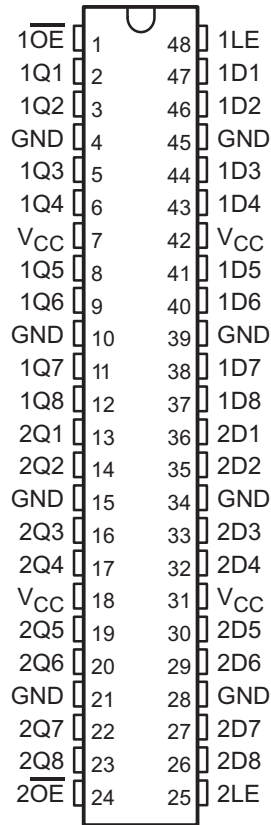 1O̅E̅ 1 48 1LE
1Q1 2 47 1D1
1Q2 3 46 1D2
GND 4 45 GND
1Q3 5 44 1D3
1Q4 6 43 1D4
VCC 7 42 VCC
1Q5 8 41 1D5
1Q6 9 40 1D6
GND 10 39 GND
1Q7 11 38 1D7
1Q8 12 37 1D8
2Q1 13 36 2D1
2Q2 14 35 2D2
GND 15 34 GND
2Q3 16 33 2D3
2Q4 17 32 2D4
VCC 18 31 VCC
2Q5 19 30 2D5
2Q6 20 29 2D6
GND 21 28 GND
2Q7 22 27 2D7
2Q8 23 26 2D8
2O̅E̅ 24 25 2LE